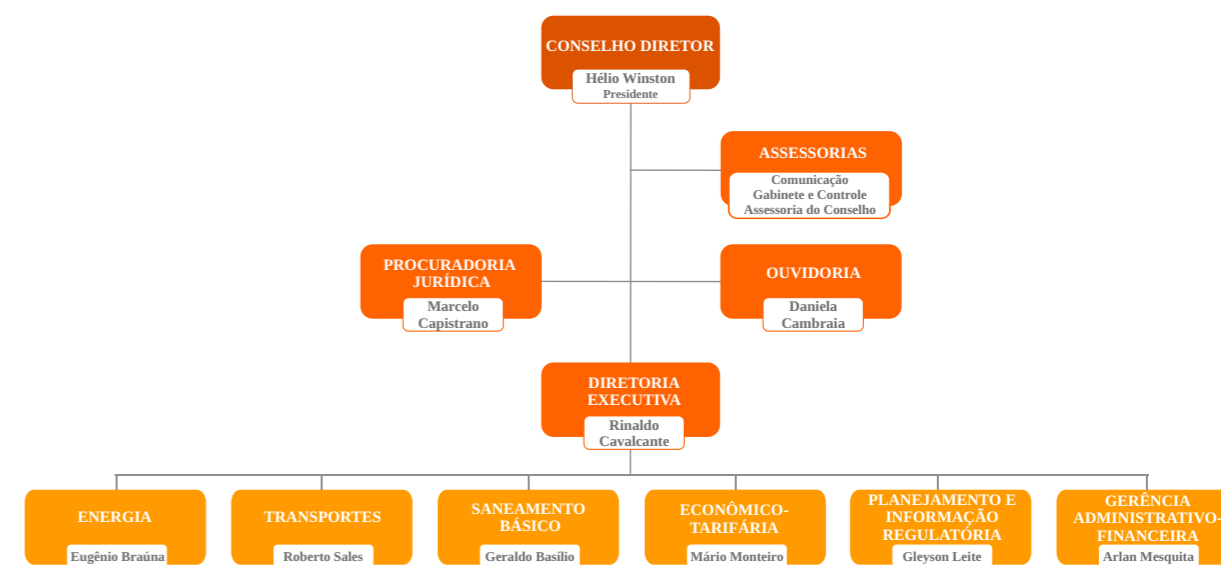 CONSELHO DIRETOR
Hélio Winston
Presidente
ASSESSORIAS
Comunicação
Gabinete e Controle
Assessoria do Conselho
PROCURADORIA
JURÍDICA
Marcelo
Capistrano
OUVIDORIA
Daniela
Cambraia
DIRETORIA
EXECUTIVA
Rinaldo
Cavalcante
ENERGIA
Eugênio Braúna
TRANSPORTES
Roberto Sales
SANEAMENTO
BÁSICO
Geraldo Basílio
ECONÔMICO-
TARIFÁRIA
Mário Monteiro
PLANEJAMENTO E
INFORMAÇÃO
REGULATÓRIA
Gleyson Leite
GERÊNCIA
ADMINISTRATIVO-
FINANCEIRA
Arlan Mesquita